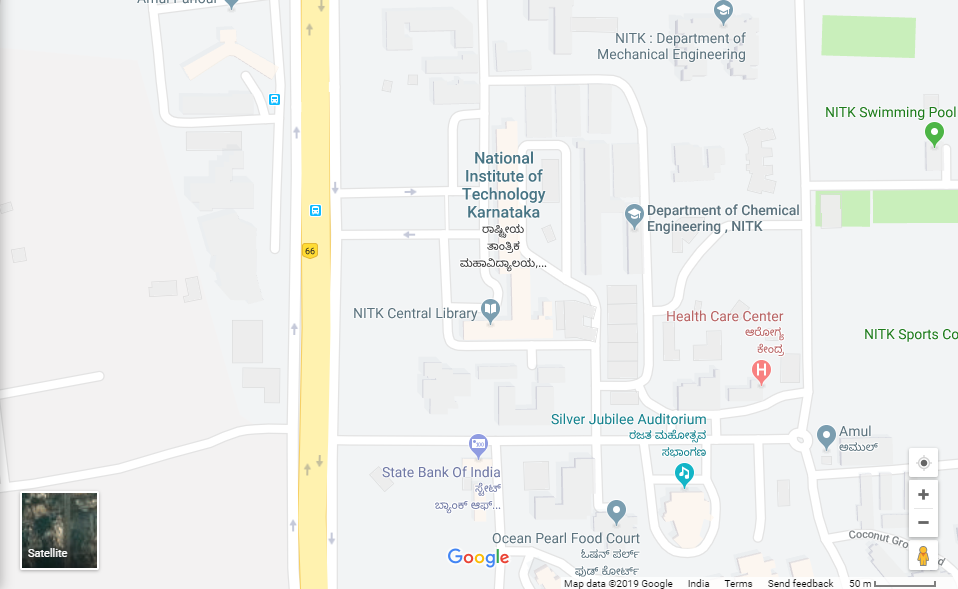 Amul Parlour
NITK : Department of
Mechanical Engineering
NITK Swimming Pool
National
Institute of
Technology
Karnataka
ರಾಷ್ಟ್ರೀಯ
ತಾಂತ್ರಿಕ
ಮಹಾವಿದ್ಯಾಲಯ,...
Department of Chemical
Engineering , NITK
66
NITK Central Library
Health Care Center
ಆರೋಗ್ಯ
ಕೇಂದ್ರ
H
NITK Sports Co
Silver Jubilee Auditorium
ರಜತ ಮಹೋತ್ಸವ
ಸಭಾಂಗಣ
Amul
ಅಮುಲ್
State Bank Of India
ಸ್ಟೇಟ್
ಬ್ಯಾಂಕ್ ಆಫ್...
Ocean Pearl Food Court
ಓಷನ್ ಪರ್ಲ್
ಫುಡ್ ಕೋರ್ಟ್
Coconut Gro
Satellite
Google
Map data ©2019 Google India Terms Send feedback 50 m